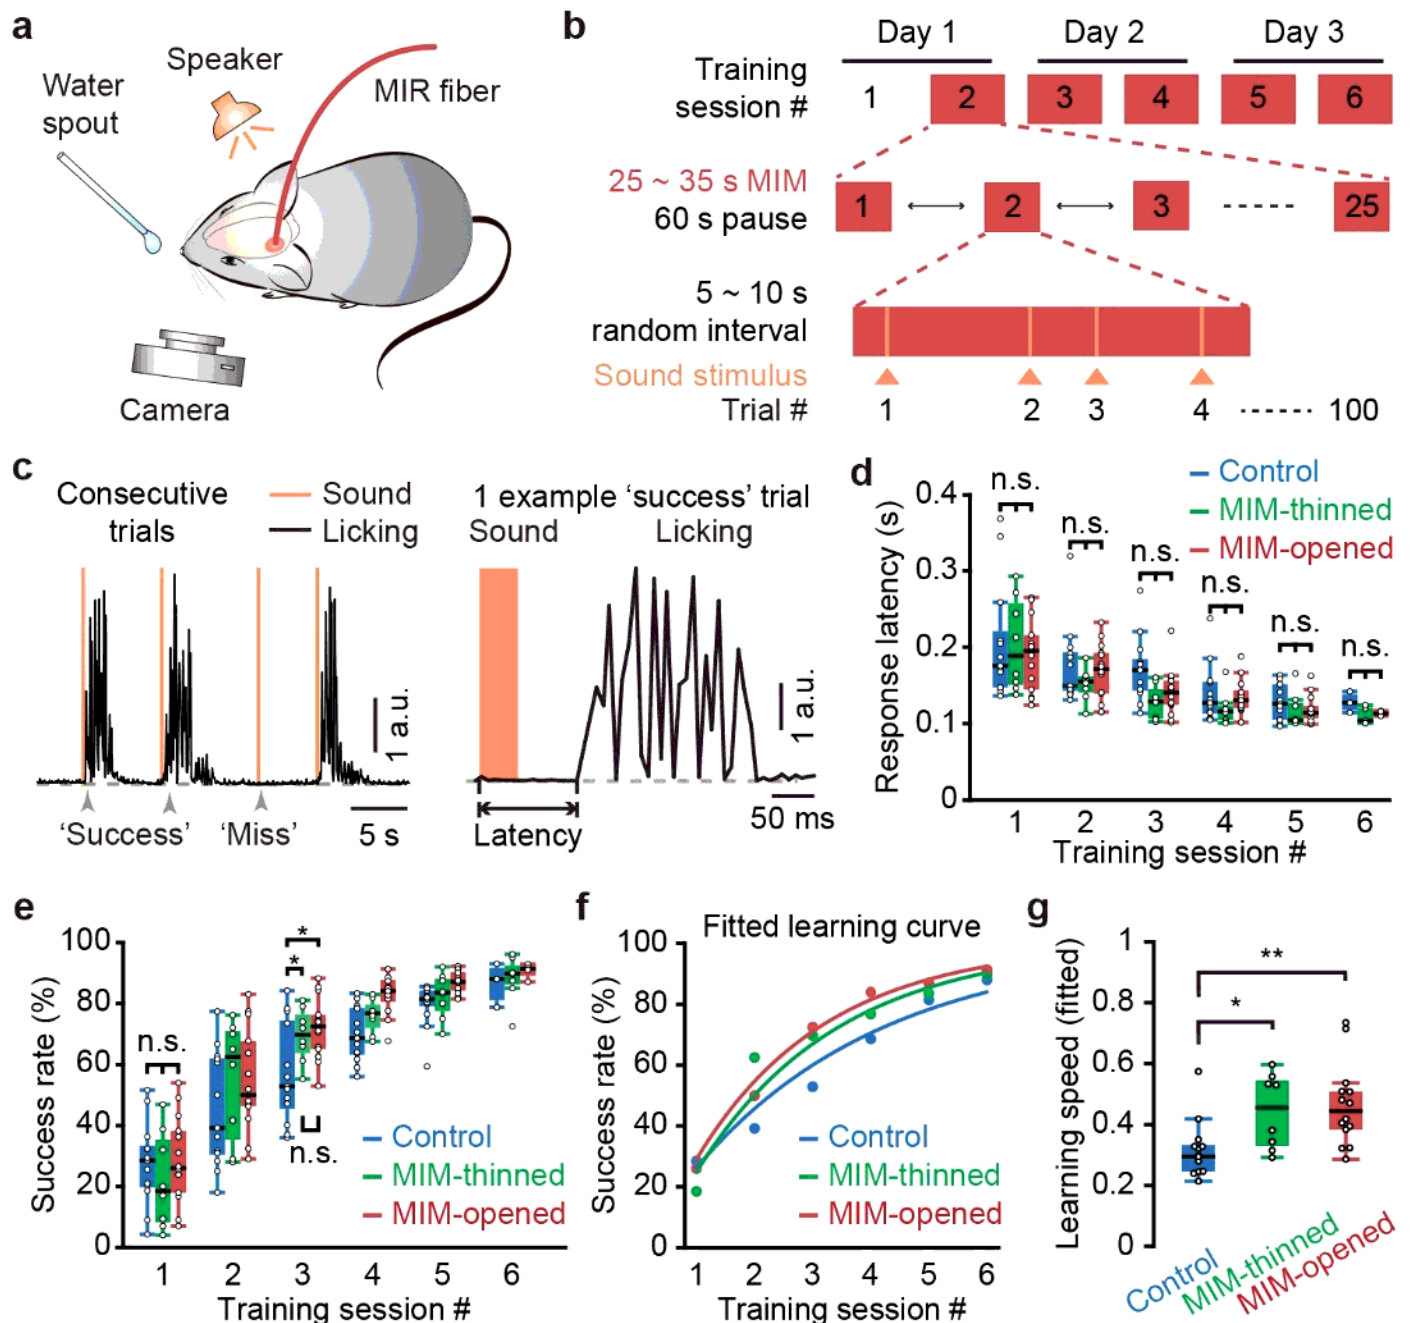 a
Speaker
Water
spout
MIR fiber
Camera
b
Day 1 Day 2 Day 3
Training
session #
1 2 3 4 5 6
25 ~ 35 s MIM
60 s pause
1 2 3 25
5 ~ 10 s
random interval
Sound stimulus
Trial # 1 2 3 4 100
c
Consecutive
trials
Sound
Licking
1 a.u.
'Success' 'Miss' 5 s
1 example 'success' trial
Sound Licking
1 a.u.
50 ms
Latency
d
Control
MIM-thinned
MIM-opened
Response latency (s)
0.4
0.3
0.2
0.1
0
n.s.
n.s.
n.s.
n.s.
n.s.
n.s.
1 2 3 4 5 6
Training session #
e
Success rate (%)
100
80
60
40
20
0
n.s.
*
*
n.s.
Control
MIM-thinned
MIM-opened
1 2 3 4 5 6
Training session #
f
Fitted learning curve
Success rate (%)
100
80
60
40
20
0
Control
MIM-thinned
MIM-opened
1 2 3 4 5 6
Training session #
g
Learning speed (fitted)
1
0.8
0.6
0.4
0.2
0
**
*
Control
MIM-thinned
MIM-opened